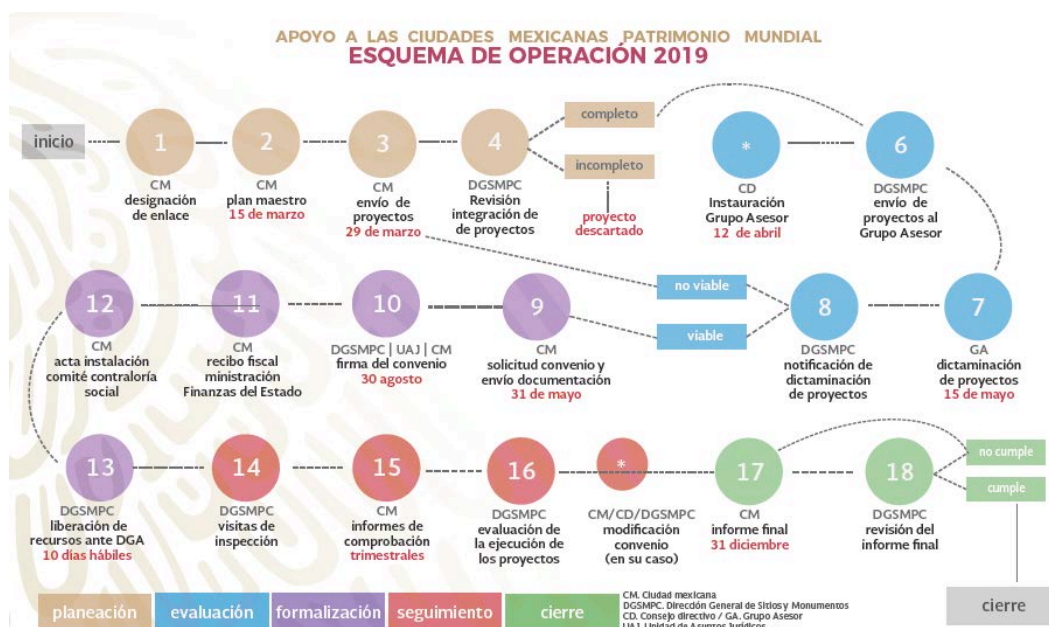 APOYO A LAS CIUDADES MEXICANAS PATRIMONIO MUNDIAL
ESQUEMA DE OPERACIÓN 2019
inicio
1
CM
designación
de enlace
2
CM
plan maestro
15 de marzo
3
CM
envío de
proyectos
29 de marzo
4
DGSMPC
Revisión
integración de
proyectos
completo
incompleto
proyecto
descartado
*
CD
Instauración
Grupo Asesor
12 de abril
6
DGSMPC
envío de
proyectos al
Grupo Asesor
12
CM
acta instalación
comité contraloría
social
11
CM
recibo fiscal
ministración
Finanzas del Estado
10
DGSMPC | UAJ | CM
firma del convenio
30 agosto
9
CM
solicitud convenio y
envío documentación
31 de mayo
no viable
viable
8
DGSMPC
notificación de
dictaminación
de proyectos
7
GA
dictaminación
de proyectos
15 de mayo
13
DGSMPC
liberación de
recursos ante DGA
10 días hábiles
14
DGSMPC
visitas de
inspección
15
CM
informes de
comprobación
trimestrales
16
DGSMPC
evaluación de
la ejecución de
los proyectos
*
CM/CD/DGSMPC
modificación
convenio
(en su caso)
17
CM
informe final
31 diciembre
18
DGSMPC
revisión del
informe final
no cumple
cumple
cierre
planeación
evaluación
formalización
seguimiento
cierre
CM. Ciudad mexicana
DGSMPC. Dirección General de Sitios y Monumentos
CD. Consejo directivo / GA. Grupo Asesor
UAJ. Unidad de Asuntos Jurídicos